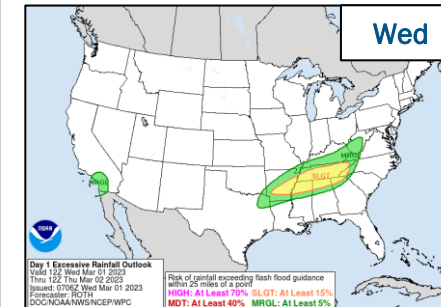 Wed
MRGL
SLGT
MRGL
NOAA
Day 1 Excessive Rainfall Outlook
Valid 12Z Wed Mar 01 2023
Thru 12Z Thu Mar 02 2023
Issued: 0706Z Wed Mar 01 2023
Forecaster: ROTH
DOC/NOAA/NWS/NCEP/WPC
Risk of rainfall exceeding flash flood guidance
within 25 miles of a point
HIGH: At Least 70% SLGT: At Least 15%
MDT: At Least 40% MRGL: At Least 5%